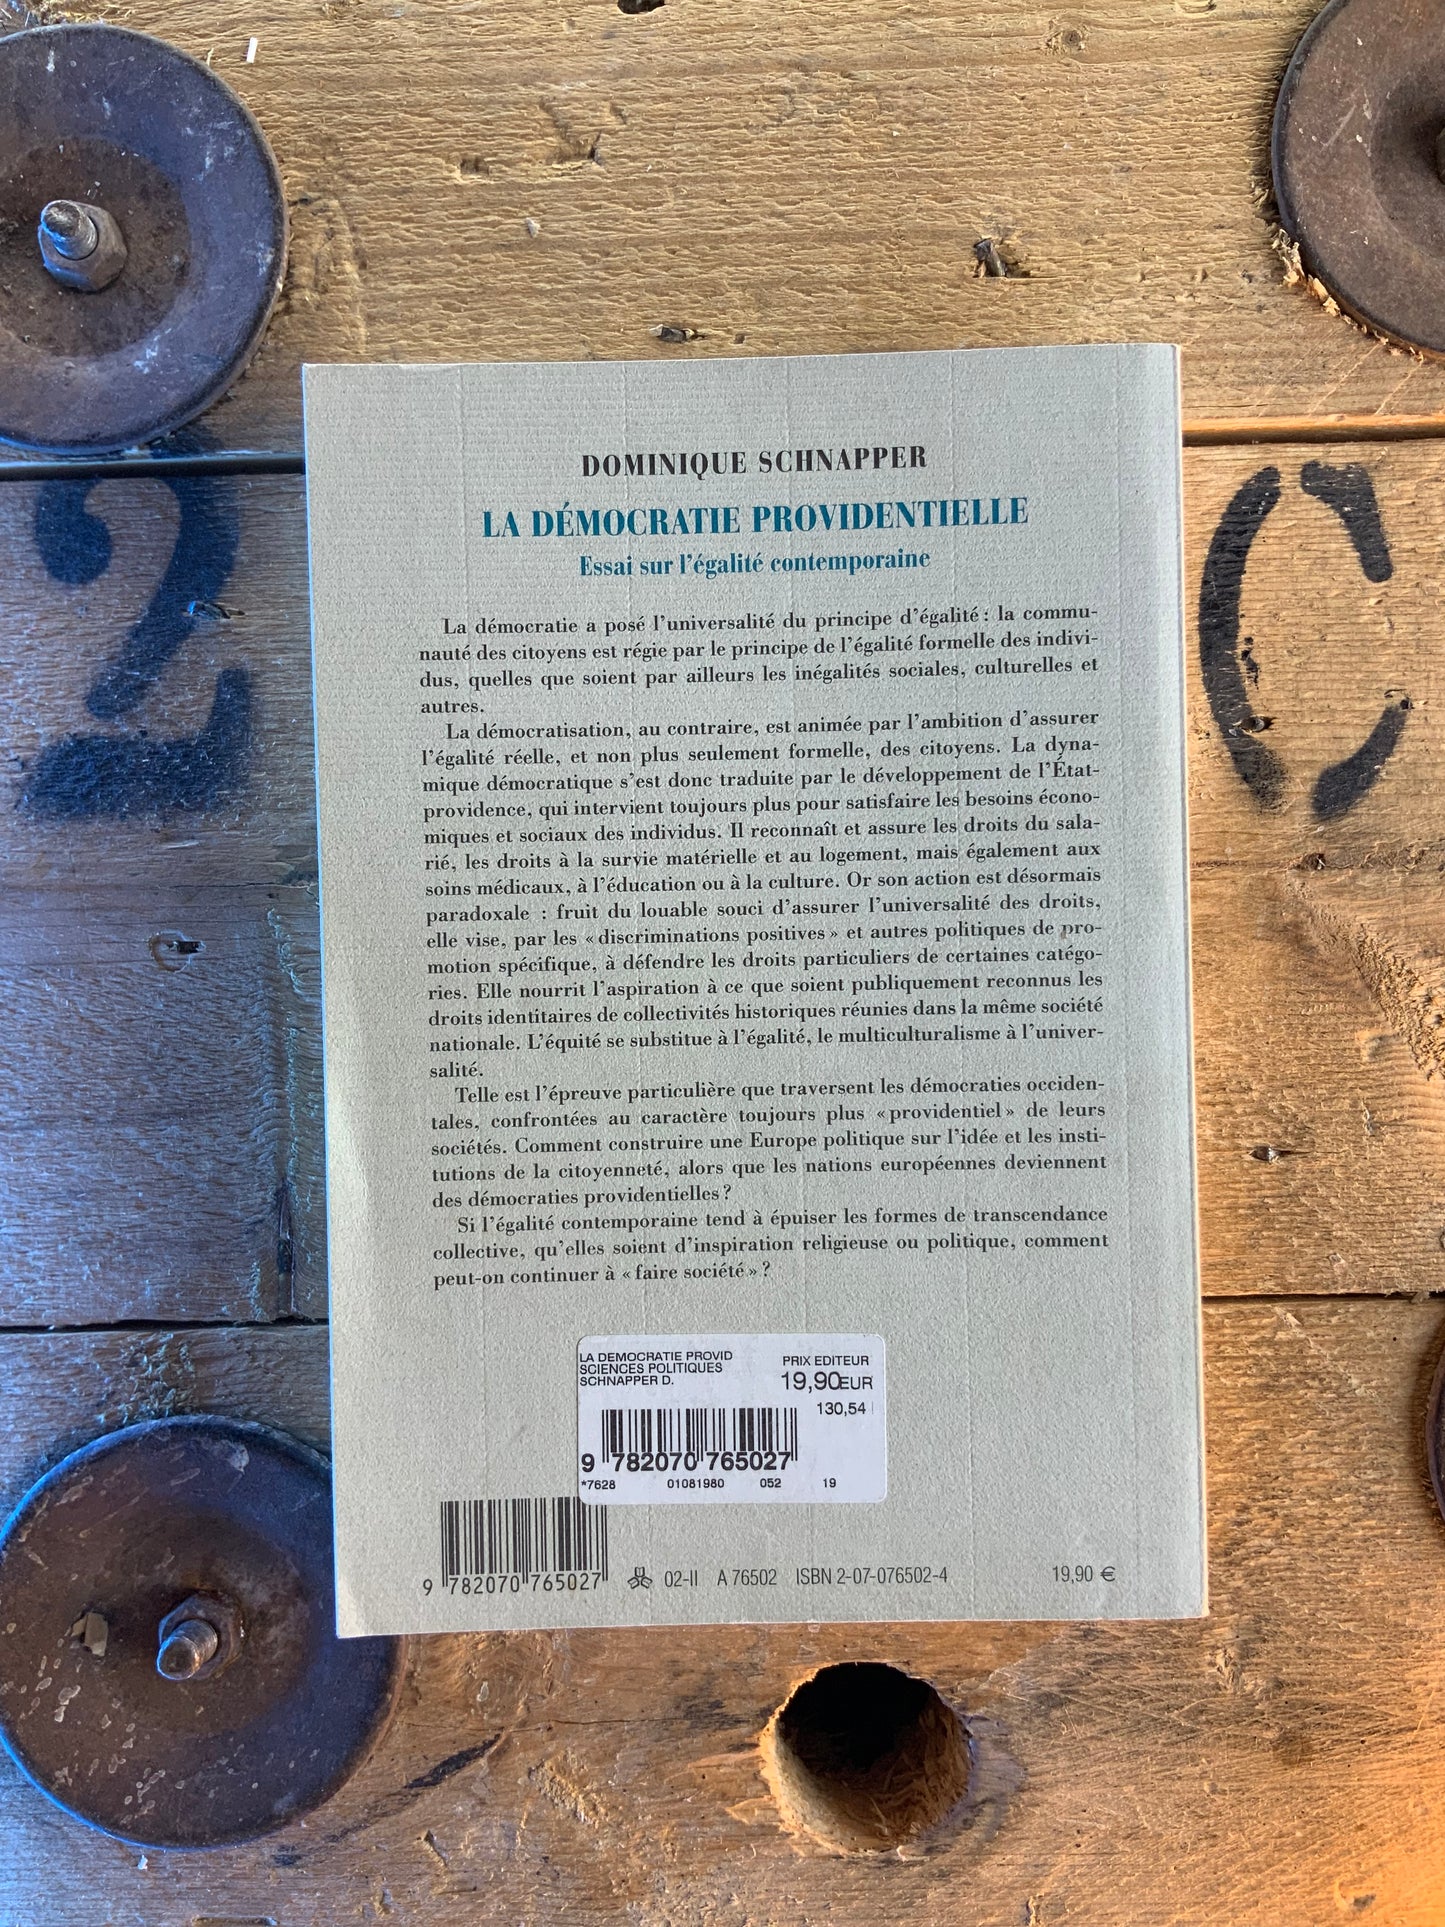 DOMINIQUE SCHNAPPER
LA DÉMOCRATIE PROVIDENTIELLE
Essai sur l'égalité contemporaine
La démocratie a posé l'universalité du principe d'égalité : la commu-
nauté des citoyens est régie par le principe de l'égalité formelle des indivi-
dus, quelles que soient par ailleurs les inégalités sociales, culturelles et
autres.
La démocratisation, au contraire, est animée par l'ambition d'assurer
l'égalité réelle, et non plus seulement formelle, des citoyens. La dyna-
mique démocratique s'est donc traduite par le développement de l'État-
providence, qui intervient toujours plus pour satisfaire les besoins écono-
miques et sociaux des individus. Il reconnaît et assure les droits du sala-
rié, les droits à la survie matérielle et au logement, mais également aux
soins médicaux, à l'éducation ou à la culture. Or son action est désormais
paradoxale : fruit du louable souci d'assurer l'universalité des droits,
elle vise, par les « discriminations positives » et autres politiques de pro-
motion spécifique, à défendre les droits particuliers de certaines catégo-
ries. Elle nourrit l'aspiration à ce que soient publiquement reconnus les
droits identitaires de collectivités historiques réunies dans la même société
nationale. L'équité se substitue à l'égalité, le multiculturalisme à l'univer-
salité.
Telle est l'épreuve particulière que traversent les démocraties occiden-
tales, confrontées au caractère toujours plus « providentiel » de leurs
sociétés. Comment construire une Europe politique sur l'idée et les insti-
tutions de la citoyenneté, alors que les nations européennes deviennent
des démocraties providentielles ?
Si l'égalité contemporaine tend à épuiser les formes de transcendance
collective, qu'elles soient d'inspiration religieuse ou politique, comment
peut-on continuer à « faire société » ?
LA DEMOCRATIE PROVID
SCIENCES POLITIQUES
SCHNAPPER D.
PRIX EDITEUR
19,90EUR
130,54
9 782070 765027
*7628 01081980 052 19
9 782070 765027
02-II A 76502 ISBN 2-07-076502-4 19,90 €
2
C